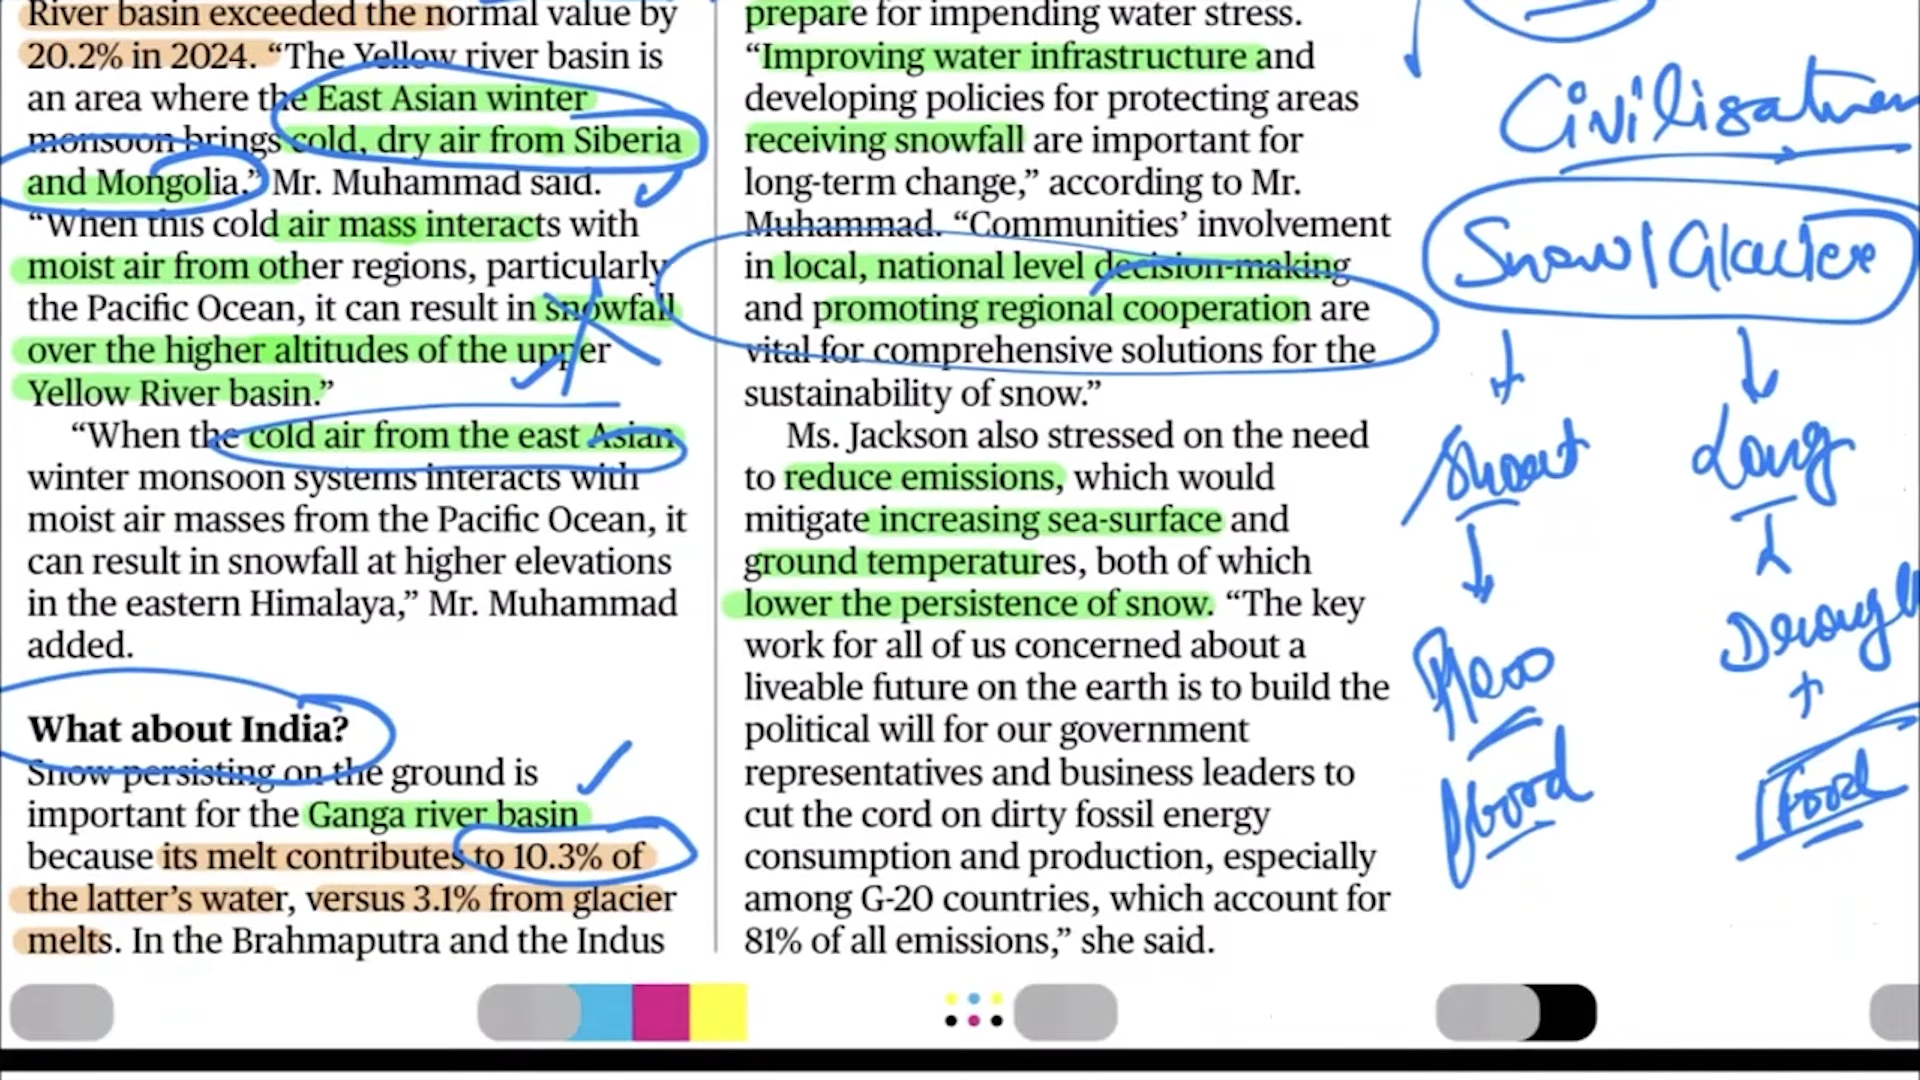 River basin exceeded the normal value by
20.2% in 2024. “The Yellow river basin is
an area where the East Asian winter
monsoon brings cold, dry air from Siberia
and Mongolia.” Mr. Muhammad said.
“When this cold air mass interacts with
moist air from other regions, particularly
the Pacific Ocean, it can result in snowfall
over the higher altitudes of the upper
Yellow River basin.”
“When the cold air from the east Asian
winter monsoon systems interacts with
moist air masses from the Pacific Ocean, it
can result in snowfall at higher elevations
in the eastern Himalaya,” Mr. Muhammad
added.
What about India?
Snow persisting on the ground is
important for the Ganga river basin
because its melt contributes to 10.3% of
the latter’s water, versus 3.1% from glacier
melts. In the Brahmaputra and the Indus
prepare for impending water stress.
“Improving water infrastructure and
developing policies for protecting areas
receiving snowfall are important for
long-term change,” according to Mr.
Muhammad. “Communities’ involvement
in local, national level decision-making
and promoting regional cooperation are
vital for comprehensive solutions for the
sustainability of snow.”
Ms. Jackson also stressed on the need
to reduce emissions, which would
mitigate increasing sea-surface and
ground temperatures, both of which
lower the persistence of snow. “The key
work for all of us concerned about a
liveable future on the earth is to build the
political will for our government
representatives and business leaders to
cut the cord on dirty fossil energy
consumption and production, especially
among G-20 countries, which account for
81% of all emissions,” she said.
Civilisation
Snow/Glacier
Short
Long
Flood
Drough
+
Food